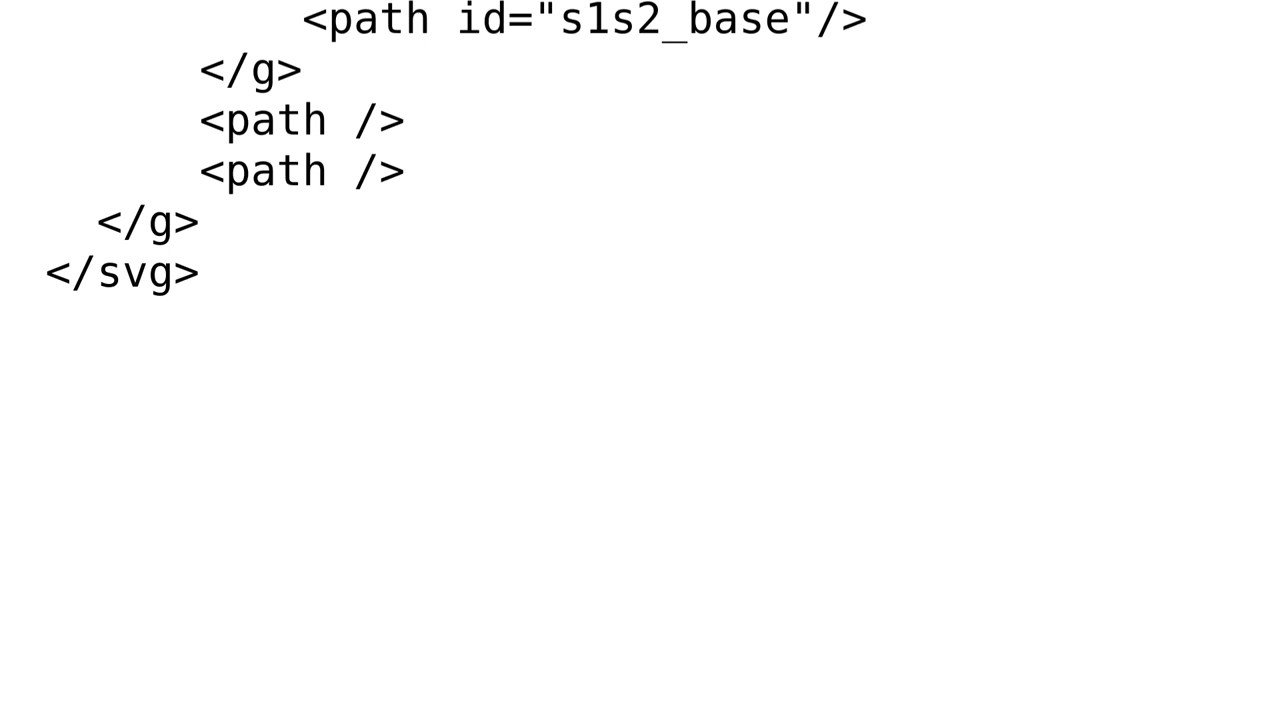 <path id="s1s2_base"/>
</g>
<path />
<path />
</g>
</svg>